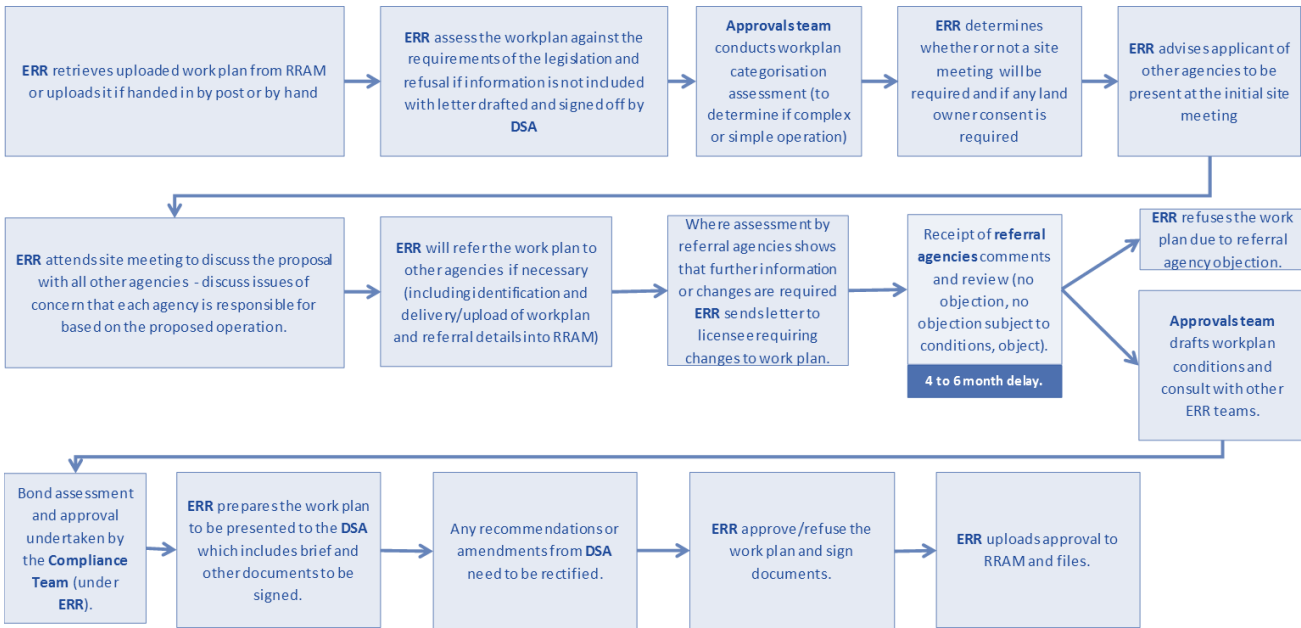 ERR retrieves uploaded work plan from RRAM
or uploads it if handed in by post or by hand
ERR assess the workplan against the
requirements of the legislation and
refusal if information is not included
with letter drafted and signed off by
DSA
Approvals team
conducts workplan
categorisation
assessment (to
determine if complex
or simple operation)
ERR determines
whether or not a site
meeting will be
required and if any land
owner consent is
required
ERR advises applicant of
other agencies to be
present at the initial site
meeting
ERR attends site meeting to discuss the proposal
with all other agencies - discuss issues of
concern that each agency is responsible for
based on the proposed operation.
ERR will refer the work plan to
other agencies if necessary
(including identification and
delivery/upload of workplan
and referral details into RRAM)
Where assessment by
referral agencies shows
that further information
or changes are required
ERR sends letter to
licensee requiring
changes to work plan.
Receipt of referral
agencies comments
and review (no
objection, no
objection subject to
conditions, object).
4 to 6 month delay.
ERR refuses the work
plan due to referral
agency objection.
Approvals team
drafts workplan
conditions and
consult with other
ERR teams.
Bond assessment
and approval
undertaken by
the Compliance
Team (under
ERR).
ERR prepares the work plan
to be presented to the DSA
which includes brief and
other documents to be
signed.
Any recommendations or
amendments from DSA
need to be rectified.
ERR approve/refuse the
work plan and sign
documents.
ERR uploads approval to
RRAM and files.